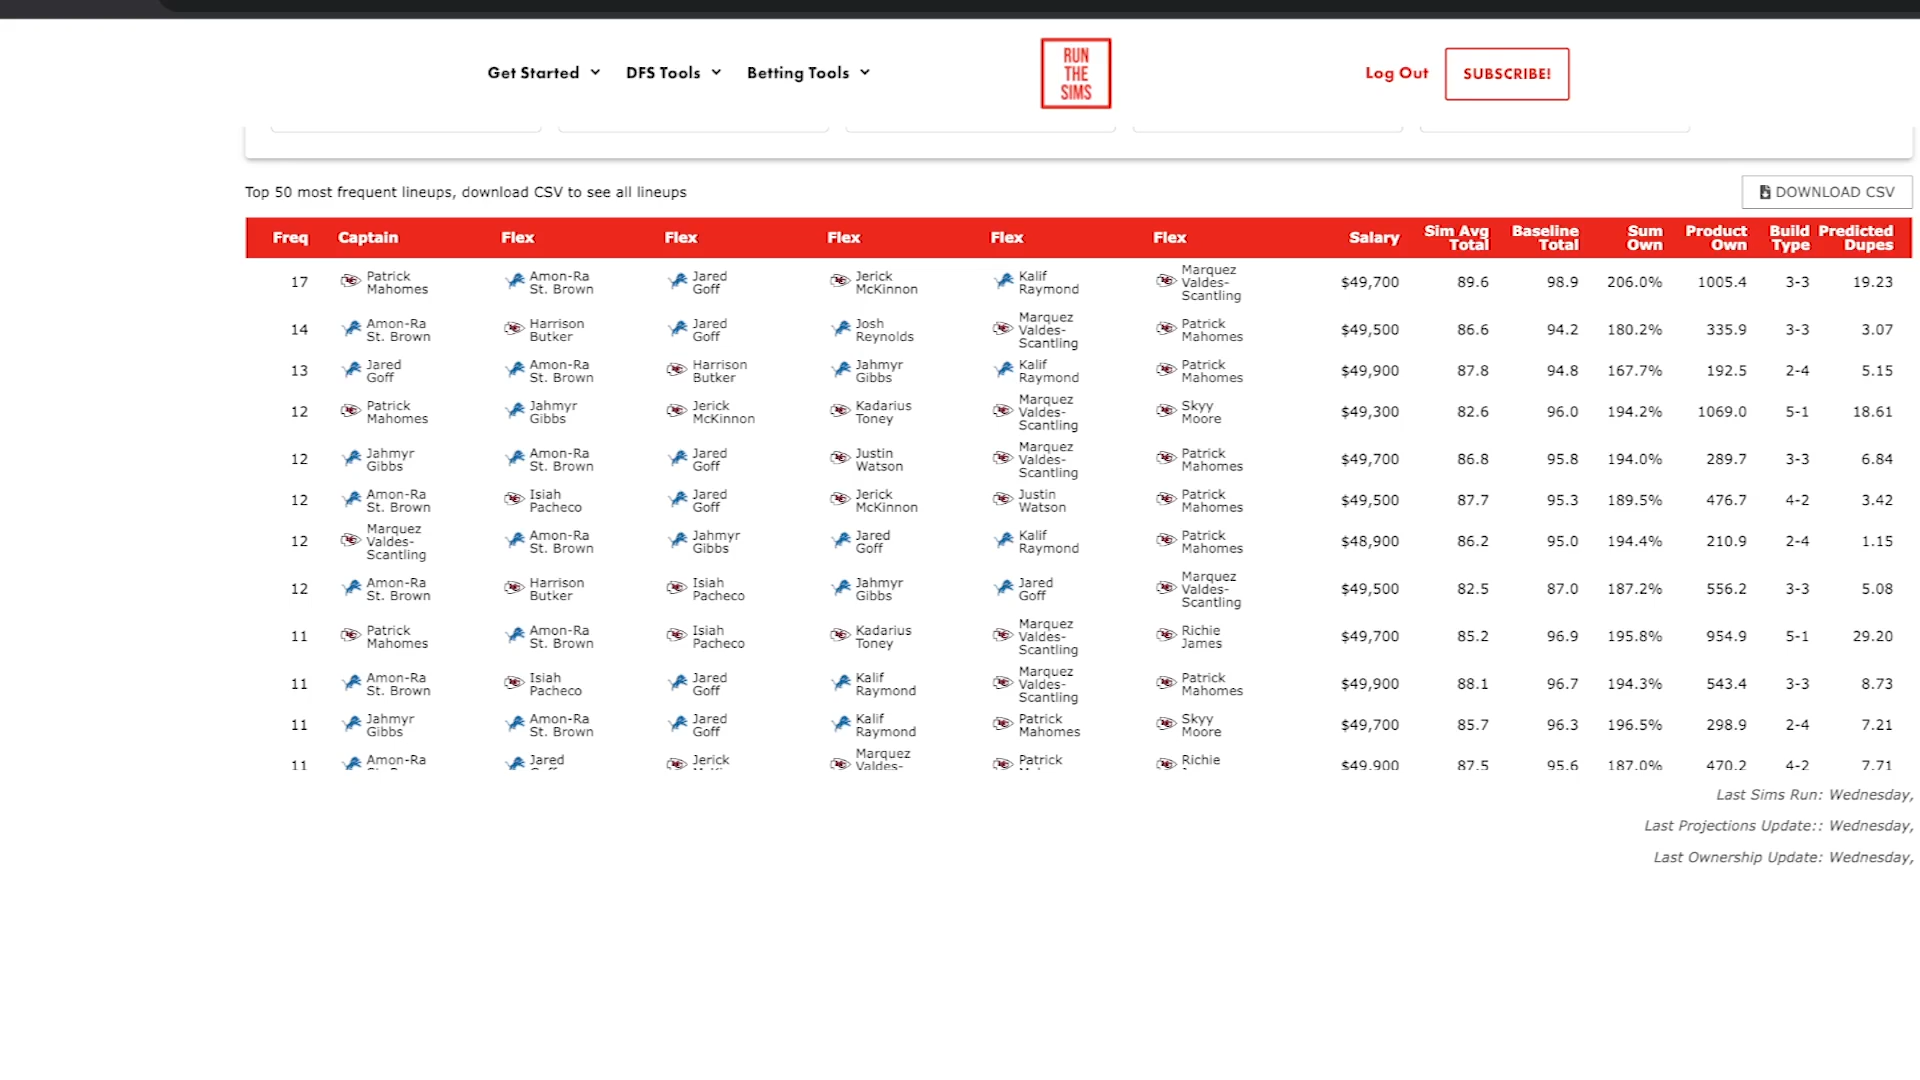 Get Started DFS Tools Betting Tools RUN THE SIMS Log Out SUBSCRIBE!
Top 50 most frequent lineups, download CSV to see all lineups DOWNLOAD CSV
Freq Captain Flex Flex Flex Flex Flex Salary Sim Avg Total Baseline Total Sum Own Product Own Build Type Predicted Dupes
17 Patrick Mahomes Amon-Ra St. Brown Jared Goff Jerick McKinnon Kalif Raymond Marquez Valdes-Scantling $49,700 89.6 98.9 206.0% 1005.4 3-3 19.23
14 Amon-Ra St. Brown Harrison Butker Jared Goff Josh Reynolds Marquez Valdes-Scantling Patrick Mahomes $49,500 86.6 94.2 180.2% 335.9 3-3 3.07
13 Jared Goff Amon-Ra St. Brown Harrison Butker Jahmyr Gibbs Kalif Raymond Patrick Mahomes $49,900 87.8 94.8 167.7% 192.5 2-4 5.15
12 Patrick Mahomes Jahmyr Gibbs Jerick McKinnon Kadarius Toney Marquez Valdes-Scantling Skyy Moore $49,300 82.6 96.0 194.2% 1069.0 5-1 18.61
12 Jahmyr Gibbs Amon-Ra St. Brown Jared Goff Justin Watson Marquez Valdes-Scantling Patrick Mahomes $49,700 86.8 95.8 194.0% 289.7 3-3 6.84
12 Amon-Ra St. Brown Isiah Pacheco Jared Goff Jerick McKinnon Justin Watson Patrick Mahomes $49,500 87.7 95.3 189.5% 476.7 4-2 3.42
12 Marquez Valdes-Scantling Amon-Ra St. Brown Jahmyr Gibbs Jared Goff Kalif Raymond Patrick Mahomes $48,900 86.2 95.0 194.4% 210.9 2-4 1.15
12 Amon-Ra St. Brown Harrison Butker Isiah Pacheco Jahmyr Gibbs Jared Goff Marquez Valdes-Scantling $49,500 82.5 87.0 187.2% 556.2 3-3 5.08
11 Patrick Mahomes Amon-Ra St. Brown Isiah Pacheco Kadarius Toney Marquez Valdes-Scantling Richie James $49,700 85.2 96.9 195.8% 954.9 5-1 29.20
11 Amon-Ra St. Brown Isiah Pacheco Jared Goff Kalif Raymond Marquez Valdes-Scantling Patrick Mahomes $49,900 88.1 96.7 194.3% 543.4 3-3 8.73
11 Jahmyr Gibbs Amon-Ra St. Brown Jared Goff Kalif Raymond Patrick Mahomes Skyy Moore $49,700 85.7 96.3 196.5% 298.9 2-4 7.21
11 Amon-Ra Jared Jerick Marquez Valdes- Patrick Richie $49,900 87.5 95.6 187.0% 470.2 4-2 7.71
Last Sims Run: Wednesday,
Last Projections Update:: Wednesday,
Last Ownership Update: Wednesday,